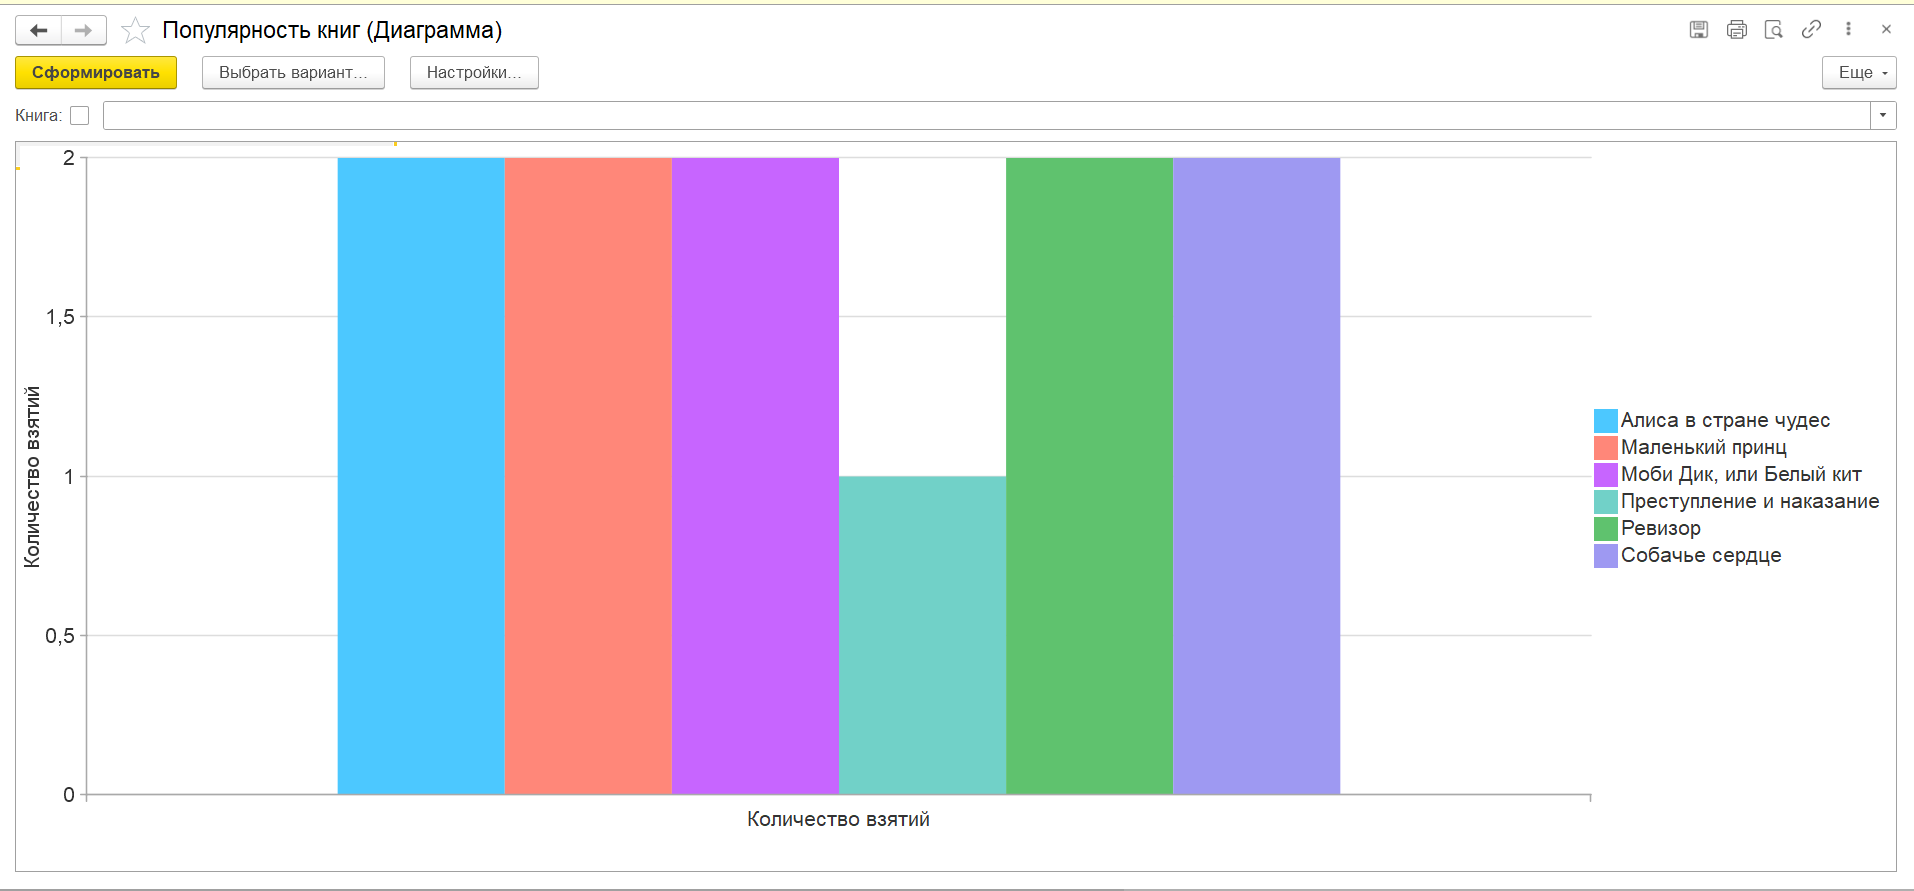 Популярность книг (Диаграмма)
Сформировать
Выбрать вариант...
Настройки...
Еще
Книга:
2
1,5
1
0,5
0
Количество взятий
Количество взятий
Алиса в стране чудес
Маленький принц
Моби Дик, или Белый кит
Преступление и наказание
Ревизор
Собачье сердце